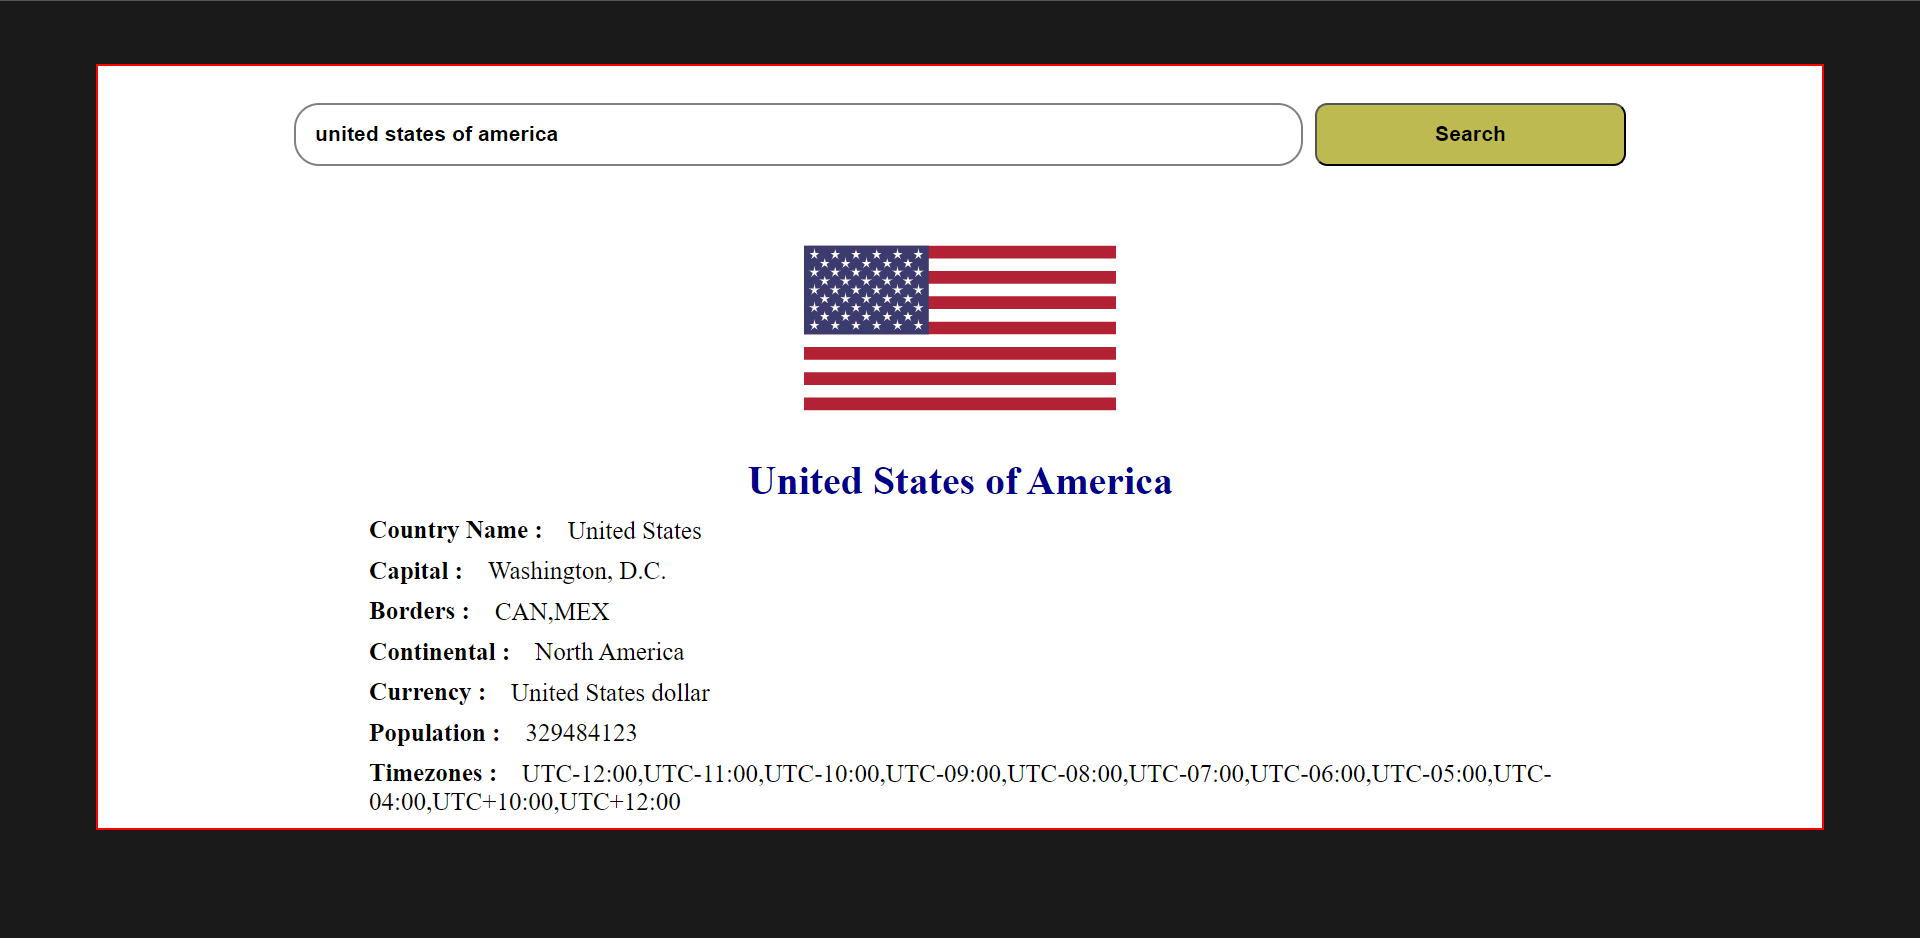 united states of america
Search
United States of America
Country Name : United States
Capital : Washington, D.C.
Borders : CAN,MEX
Continental : North America
Currency : United States dollar
Population : 329484123
Timezones : UTC-12:00,UTC-11:00,UTC-10:00,UTC-09:00,UTC-08:00,UTC-07:00,UTC-06:00,UTC-05:00,UTC-
04:00,UTC+10:00,UTC+12:00